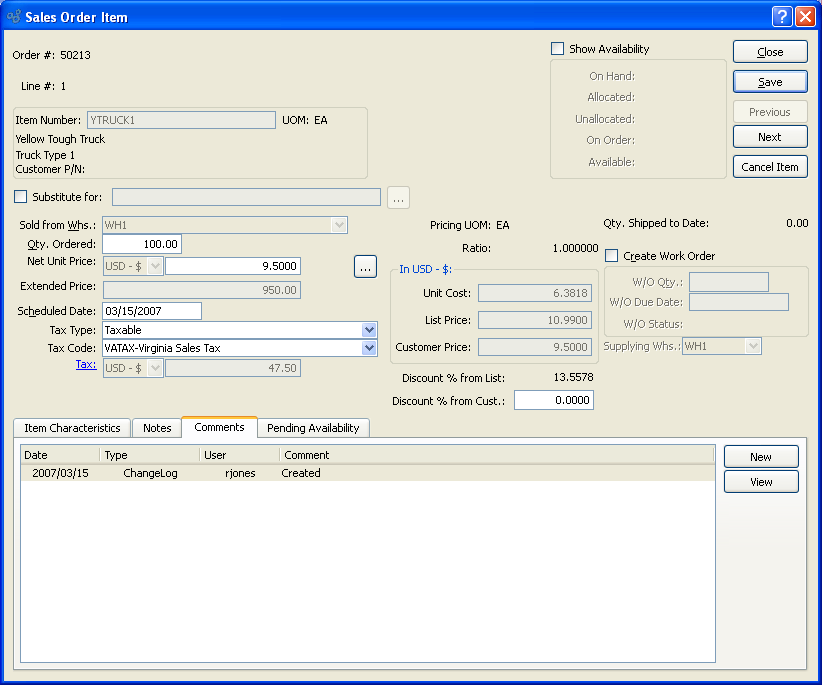 Sales Order Item
Order #: 50213
Line #: 1
Item Number: YTRUCK1 UOM: EA
Yellow Tough Truck
Truck Type 1
Customer P/N:
Show Availability
On Hand:
Allocated:
Unallocated:
On Order:
Available:
Close
Save
Previous
Next
Cancel Item
Substitute for: ...
Sold from Whs.: WH1
Qty. Ordered: 100.00
Net Unit Price: USD - $ 9.5000 ...
Extended Price: 950.00
Scheduled Date: 03/15/2007
Tax Type: Taxable
Tax Code: VATAX-Virginia Sales Tax
Tax: USD - $ 47.50
Pricing UOM: EA
Ratio: 1.000000
In USD - $:
Unit Cost: 6.3818
List Price: 10.9900
Customer Price: 9.5000
Discount % from List: 13.5578
Discount % from Cust.: 0.0000
Qty. Shipped to Date: 0.00
Create Work Order
W/O Qty.:
W/O Due Date:
W/O Status:
Supplying Whs.: WH1
Item Characteristics Notes Comments Pending Availability
Date Type User Comment
2007/03/15 ChangeLog rjones Created
New
View